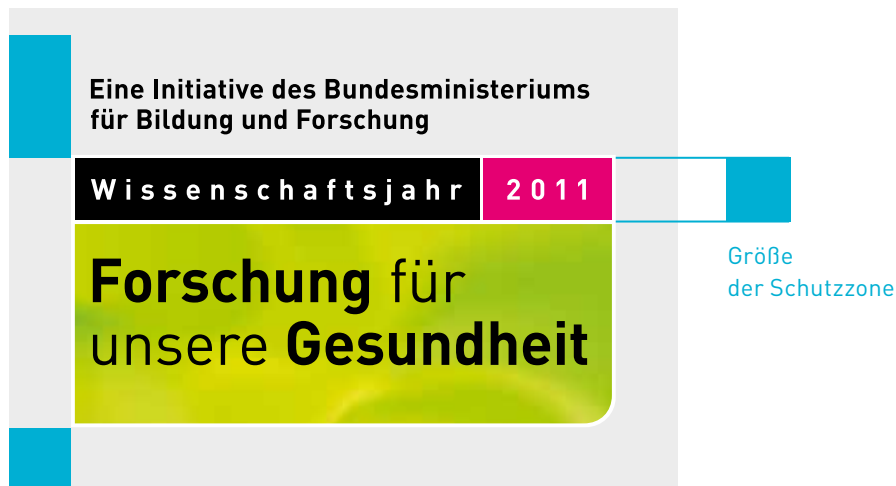 Eine Initiative des Bundesministeriums
für Bildung und Forschung
Wissenschaftsjahr 2011
Forschung für
unsere Gesundheit
Größe
der Schutzzone